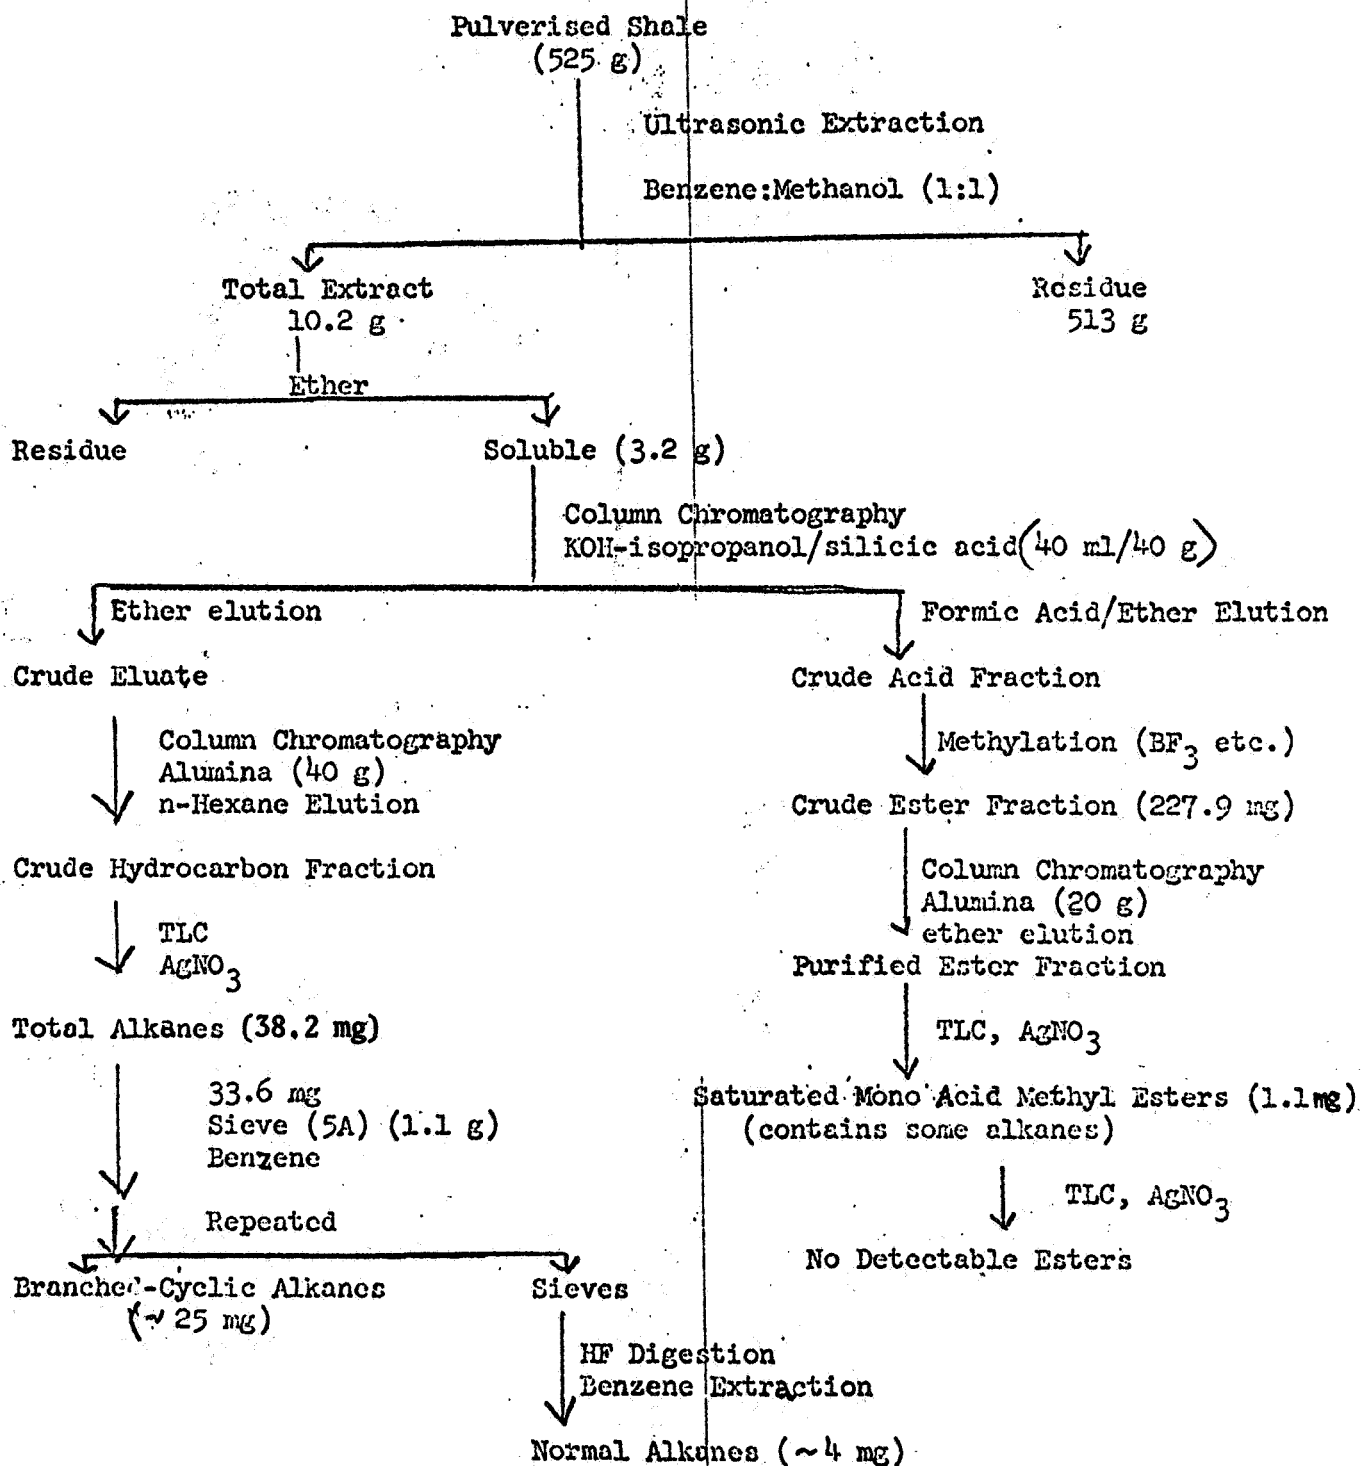 Pulverised Shale
(525 g)
Ultrasonic Extraction
Benzene:Methanol (1:1)
Total Extract
10.2 g
Residue
513 g
Ether
Residue
Soluble (3.2 g)
Column Chromatography
KOH-isopropanol/silicic acid(40 ml/40 g)
Ether elution
Formic Acid/Ether Elution
Crude Eluate
Crude Acid Fraction
Column Chromatography
Alumina (40 g)
n-Hexane Elution
Methylation (BF3 etc.)
Crude Ester Fraction (227.9 mg)
Crude Hydrocarbon Fraction
Column Chromatography
Alumina (20 g)
ether elution
TLC
AgNO3
Purified Ester Fraction
Total Alkanes (38.2 mg)
TLC, AgNO3
33.6 mg
Sieve (5A) (1.1 g)
Benzene
Saturated Mono Acid Methyl Esters (1.1mg)
(contains some alkanes)
TLC, AgNO3
Repeated
No Detectable Esters
Branched-Cyclic Alkanes
(~ 25 mg)
Sieves
HF Digestion
Benzene Extraction
Normal Alkanes (~4 mg)